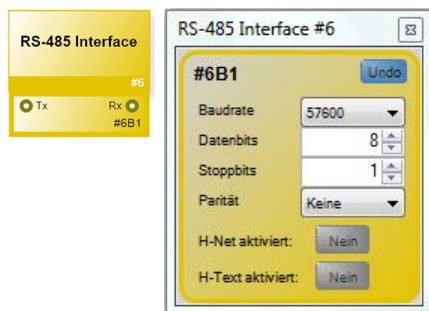 RS-485 Interface
#6
Tx Rx
#6B1
RS-485 Interface #6
#6B1 Undo
Baudrate 57600
Datenbits 8
Stoppbits 1
Parität Keine
H-Net aktiviert: Nein
H-Text aktiviert: Nein